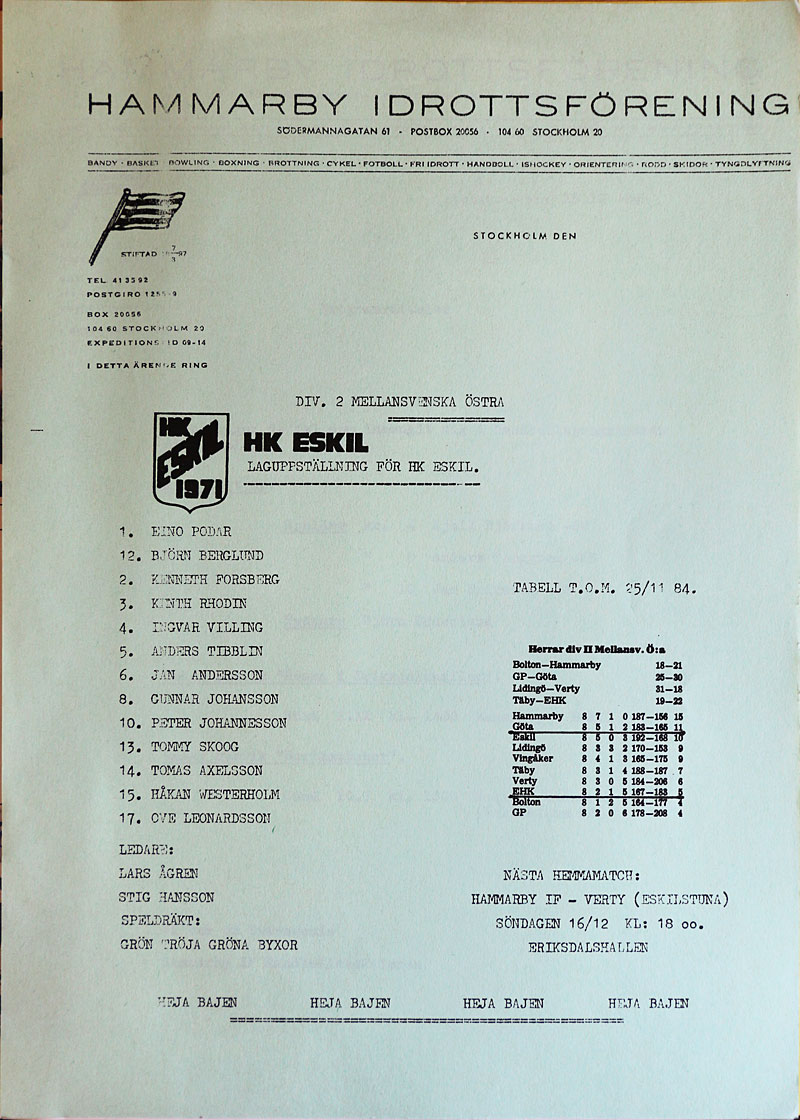 HAMMARBY IDROTTSFÖRENING
SÖDERMANNAGATAN 61 · POSTBOX 20056 · 104 60 STOCKHOLM 20
BANDY · BASKET · BOWLING · BOXNING · BROTTNING · CYKEL · FOTBOLL · FRI IDROTT · HANDBOLL · ISHOCKEY · ORIENTERING · RODD · SKIDOR · TYNGDLYFTNING
STIFTAD 7/3
STOCKHOLM DEN
TEL 413592
POSTGIRO
BOX 20056
104 60 STOCKHOLM 20
EXPEDITIONSTID 09-14
I DETTA ÄRENDE RING
DIV. 2 MELLANSVENSKA ÖSTRA
HK ESKIL 1971
HK ESKIL
LAGUPPSTÄLLNING FÖR HK ESKIL.
1. EINO PODAR
12. BJÖRN BERGLUND
2. KENNETH FORSBERG
3. KENTH RHODIN
4. INGVAR VILLING
5. ANDERS TIBBLIN
6. JAN ANDERSSON
8. GUNNAR JOHANSSON
10. PETER JOHANNESSON
13. TOMMY SKOOG
14. TOMAS AXELSSON
15. HÅKAN WESTERHOLM
17. OVE LEONARDSSON
LEDARE:
LARS ÅGREN
STIG HANSSON
SPELDRÄKT:
GRÖN TRÖJA GRÖNA BYXOR
TABELL T.O.M. 25/11 84.
Herrar div II Mellansv. Ö:a
Bolton—Hammarby 18—21
GP—Göta 25—30
Lidingö—Verty 31—18
Täby—EHK 19—22
Hammarby 8 7 1 0 187—156 15
Göta 8 5 1 2 183—165 11
Eskil 8 5 0 3 192—168 10
Lidingö 8 3 3 2 170—153 9
Vingåker 8 4 1 3 165—175 9
Täby 8 3 1 4 188—187 7
Verty 8 3 0 5 184—206 6
EHK 8 2 1 5 167—183 5
Bolton 8 1 2 5 164—177 4
GP 8 2 0 6 178—208 4
NÄSTA HEMMAMATCH:
HAMMARBY IF - VERTY (ESKILSTUNA)
SÖNDAGEN 16/12 KL: 18 oo.
ERIKSDALSHALLEN
HEJA BAJEN HEJA BAJEN HEJA BAJEN HEJA BAJEN